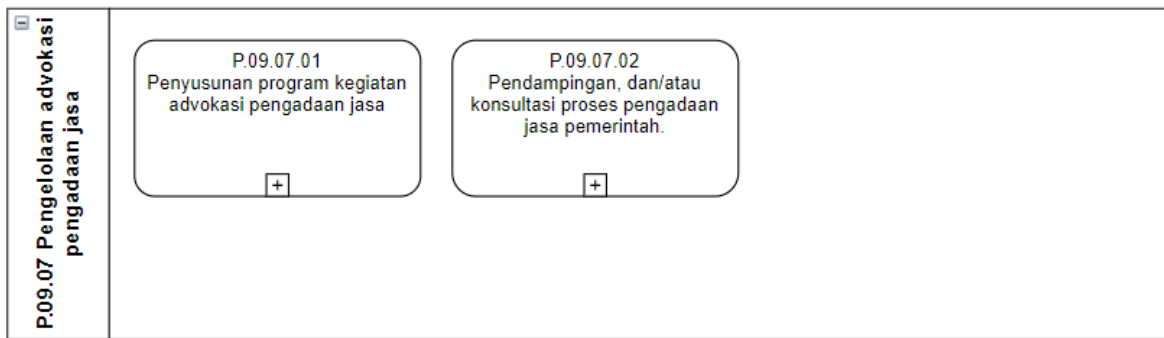 P.09.07 Pengelolaan advokasi
pengadaan jasa
P.09.07.01
Penyusunan program kegiatan
advokasi pengadaan jasa
P.09.07.02
Pendampingan, dan/atau
konsultasi proses pengadaan
jasa pemerintah.